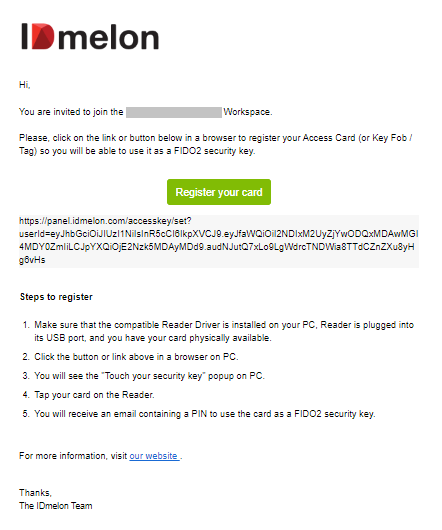 IDmelon
Hi,
You are invited to join the Workspace.
Please, click on the link or button below in a browser to register your Access Card (or Key Fob /
Tag) so you will be able to use it as a FIDO2 security key.
Register your card
https://panel.idmelon.com/accesskey/set?
Steps to register
1. Make sure that the compatible Reader Driver is installed on your PC, Reader is plugged into
its USB port, and you have your card physically available.
2. Click the button or link above in a browser on PC.
3. You will see the "Touch your security key" popup on PC.
4. Tap your card on the Reader.
5. You will receive an email containing a PIN to use the card as a FIDO2 security key.
For more information, visit our website .
Thanks,
The IDmelon Team